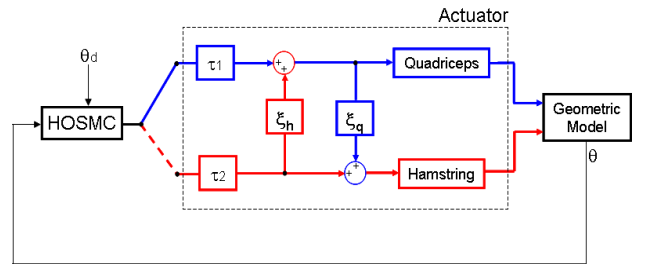 Actuator
θd
τ1
++
Quadriceps
HOSMC
ξh
ξq
Geometric
Model
θ
τ2
++
Hamstring